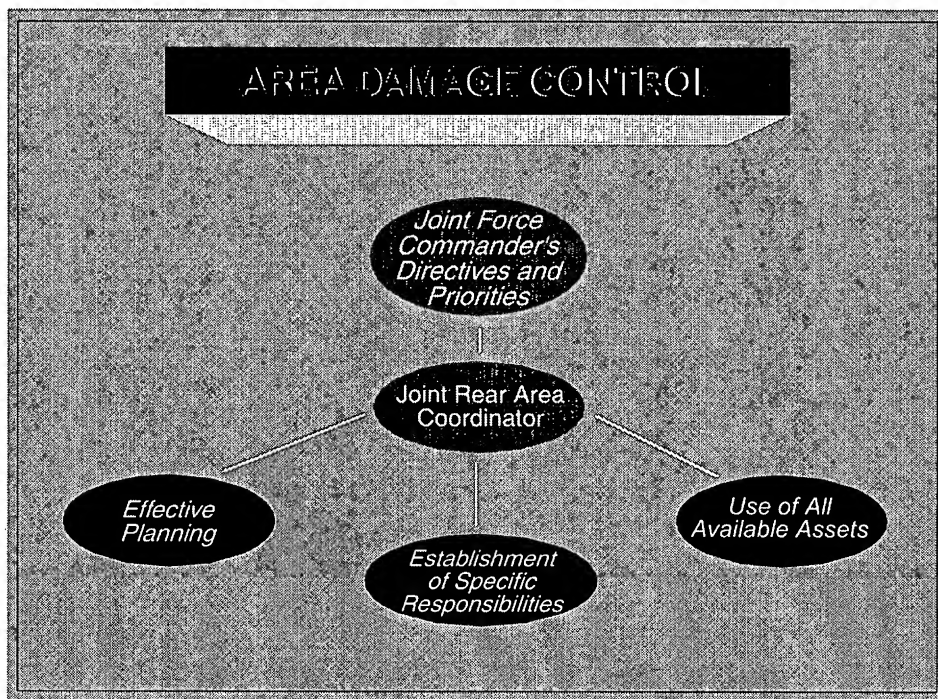 AREA DAMAGE CONTROL
Joint Force
Commander's
Directives and
Priorities
Joint Rear Area
Coordinator
Effective
Planning
Establishment
of Specific
Responsibilities
Use of All
Available Assets